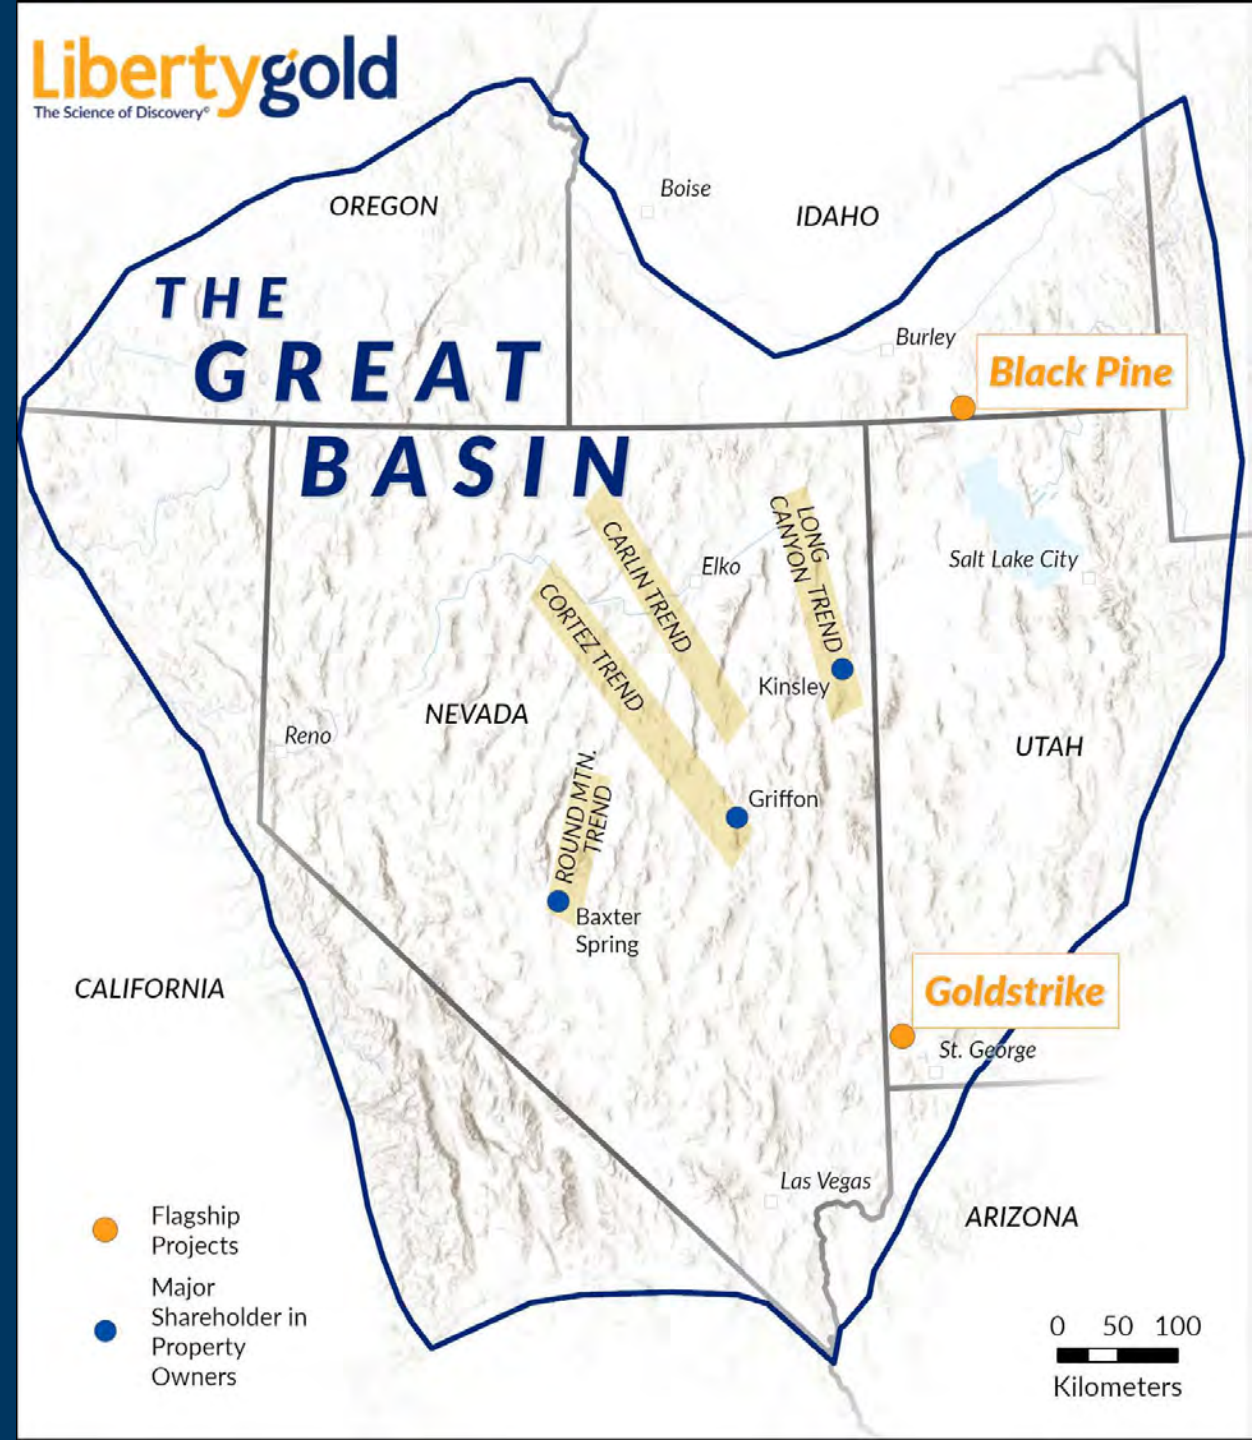 Libertygold
The Science of Discovery®
OREGON
Boise
IDAHO
THE
GREAT
BASIN
Burley
Black Pine
LONG
CANYON TREND
CARLIN TREND
Elko
CORTEZ TREND
Salt Lake City
Kinsley
NEVADA
Reno
UTAH
ROUND MTN.
TREND
Griffon
Baxter
Spring
CALIFORNIA
Goldstrike
St. George
Las Vegas
ARIZONA
Flagship
Projects
Major
Shareholder in
Property
Owners
0 50 100
Kilometers